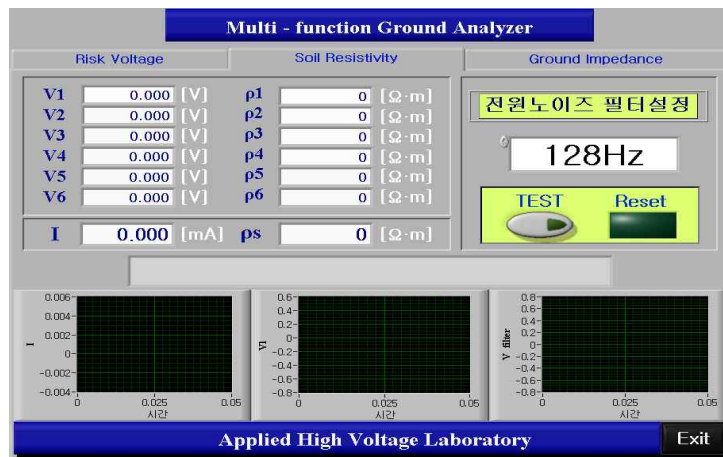 Multi - function Ground Analyzer
Risk Voltage Soil Resistivity Ground Impedance
V1 0.000 [V] ρ1 0 [Ω·m]
V2 0.000 [V] ρ2 0 [Ω·m]
V3 0.000 [V] ρ3 0 [Ω·m]
V4 0.000 [V] ρ4 0 [Ω·m]
V5 0.000 [V] ρ5 0 [Ω·m]
V6 0.000 [V] ρ6 0 [Ω·m]
I 0.000 [mA] ρs 0 [Ω·m]
전원노이즈 필터설정
128Hz
TEST Reset
0.006
0.004
0.002
0
-0.002
-0.004
I
0 0.025 0.05
시간
0.6
0.4
0.2
0
-0.2
-0.4
-0.6
-0.8
V1
0 0.025 0.05
시간
0.8
0.6
0.4
0.2
0
-0.2
-0.4
-0.6
-0.8
V filter
0 0.025 0.05
시간
Applied High Voltage Laboratory
Exit